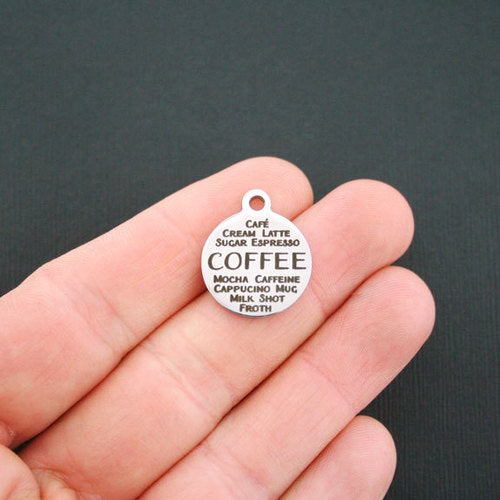 Café
Cream Latte
Sugar Espresso
COFFEE
Mocha Caffeine
Cappucino Mug
Milk Shot
Froth